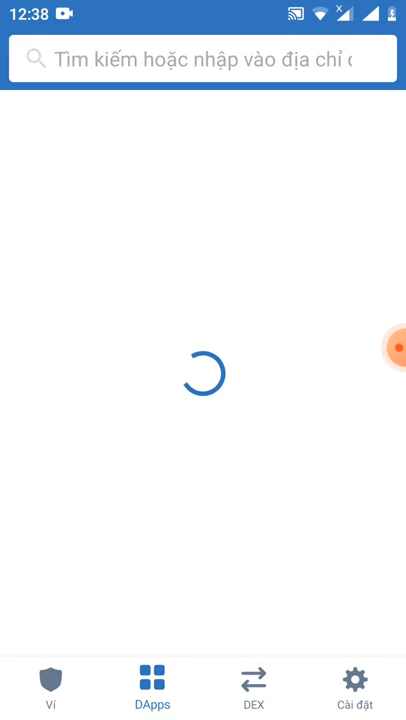 12:38
Tìm kiếm hoặc nhập vào địa chỉ
Ví
DApps
DEX
Cài đặt